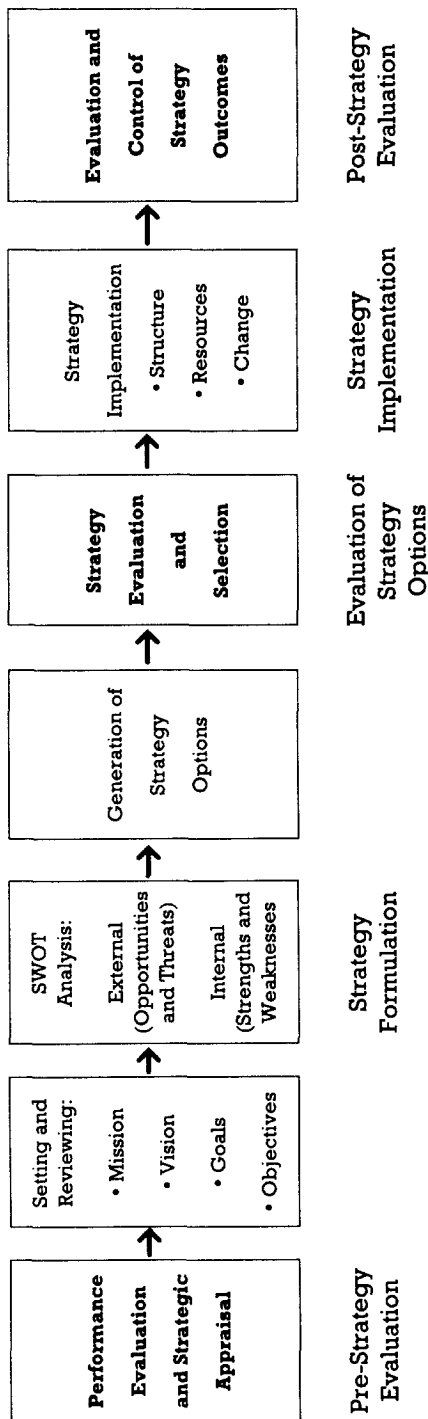 Performance
Evaluation
and Strategic
Appraisal
Setting and
Reviewing:
• Mission
• Vision
• Goals
• Objectives
SWOT
Analysis:
External
(Opportunities
and Threats)
Internal
(Strengths and
Weaknesses
Generation of
Strategy
Options
Strategy
Evaluation
and
Selection
Strategy
Implementation
• Structure
• Resources
• Change
Evaluation and
Control of
Strategy
Outcomes
Pre-Strategy
Evaluation
Strategy
Formulation
Evaluation of
Strategy
Options
Strategy
Implementation
Post-Strategy
Evaluation